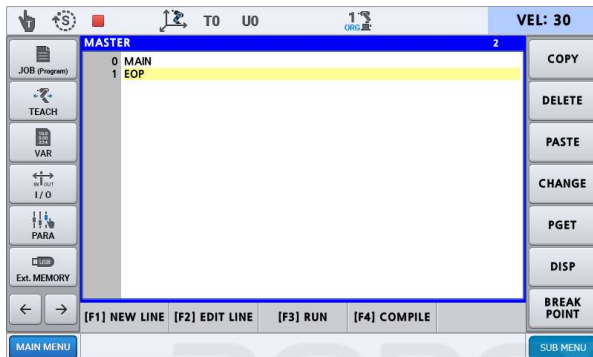 S T0 U0 1 ORG VEL: 30
MASTER 2
0 MAIN
1 EOP
JOB (Program)
TEACH
VAR
IN OUT
I/O
PARA
USB
Ext. MEMORY
← →
MAIN MENU
[F1] NEW LINE [F2] EDIT LINE [F3] RUN [F4] COMPILE
COPY
DELETE
PASTE
CHANGE
PGET
DISP
BREAK
POINT
SUB MENU